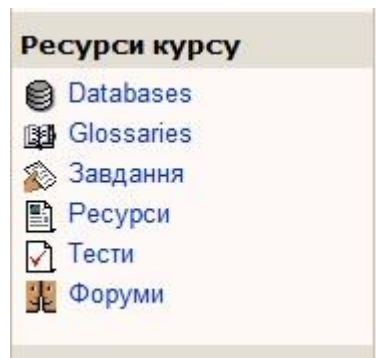 Ресурси курсу
Databases
Glossaries
Завдання
Ресурси
Тести
Форуми